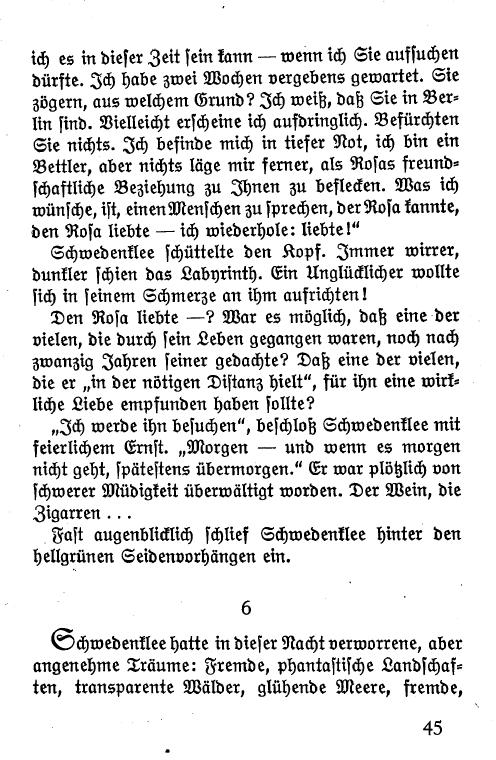 ich es in dieser Zeit sein kann — wenn ich Sie aufsuchen
dürfte. Ich habe zwei Wochen vergebens gewartet. Sie
zögern, aus welchem Grund? Ich weiß, daß Sie in Ber-
lin sind. Vielleicht erscheine ich aufdringlich. Befürchten
Sie nichts. Ich befinde mich in tiefer Not, ich bin ein
Bettler, aber nichts läge mir ferner, als Rosas freund-
schaftliche Beziehung zu Ihnen zu beflecken. Was ich
wünsche, ist, einen Menschen zu sprechen, der Rosa kannte,
den Rosa liebte — ich wiederhole: liebte!"
Schwedenklee schüttelte den Kopf. Immer wirrer,
dunkler schien das Labyrinth. Ein Unglücklicher wollte
sich in seinem Schmerze an ihm aufrichten!
Den Rosa liebte —? War es möglich, daß eine der
vielen, die durch sein Leben gegangen waren, noch nach
zwanzig Jahren seiner gedachte? Daß eine der vielen,
die er „in der nötigen Distanz hielt", für ihn eine wirk-
liche Liebe empfunden haben sollte?
„Ich werde ihn besuchen", beschloß Schwedenklee mit
feierlichem Ernst. „Morgen — und wenn es morgen
nicht geht, spätestens übermorgen." Er war plötzlich von
schwerer Müdigkeit überwältigt worden. Der Wein, die
Zigarren ...
Fast augenblicklich schlief Schwedenklee hinter den
hellgrünen Seidenvorhängen ein.
6
Schwedenklee hatte in dieser Nacht verworrene, aber
angenehme Träume: Fremde, phantastische Landschaf-
ten, transparente Wälder, glühende Meere, fremde,
45